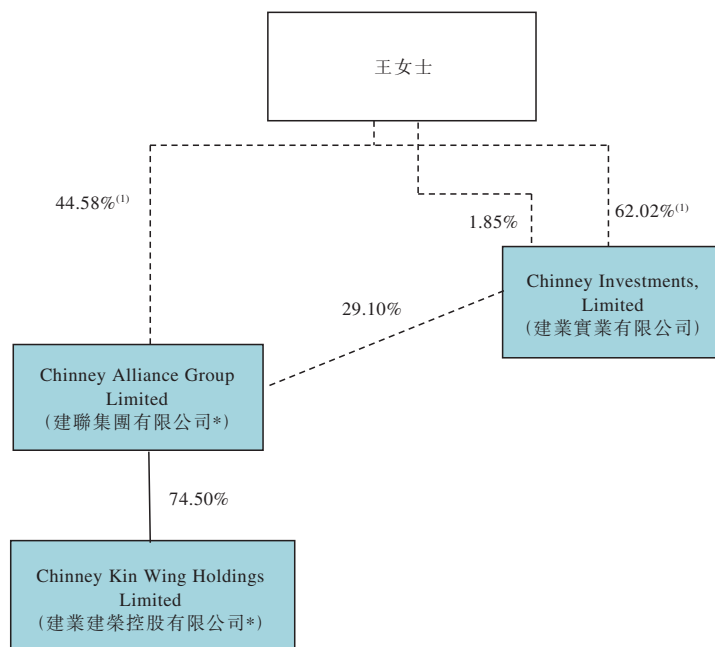 王女士
44.58%(1)
1.85%
62.02%(1)
Chinney Investments,
Limited
(建業實業有限公司)
29.10%
Chinney Alliance Group
Limited
(建聯集團有限公司*)
74.50%
Chinney Kin Wing Holdings
Limited
(建業建榮控股有限公司*)